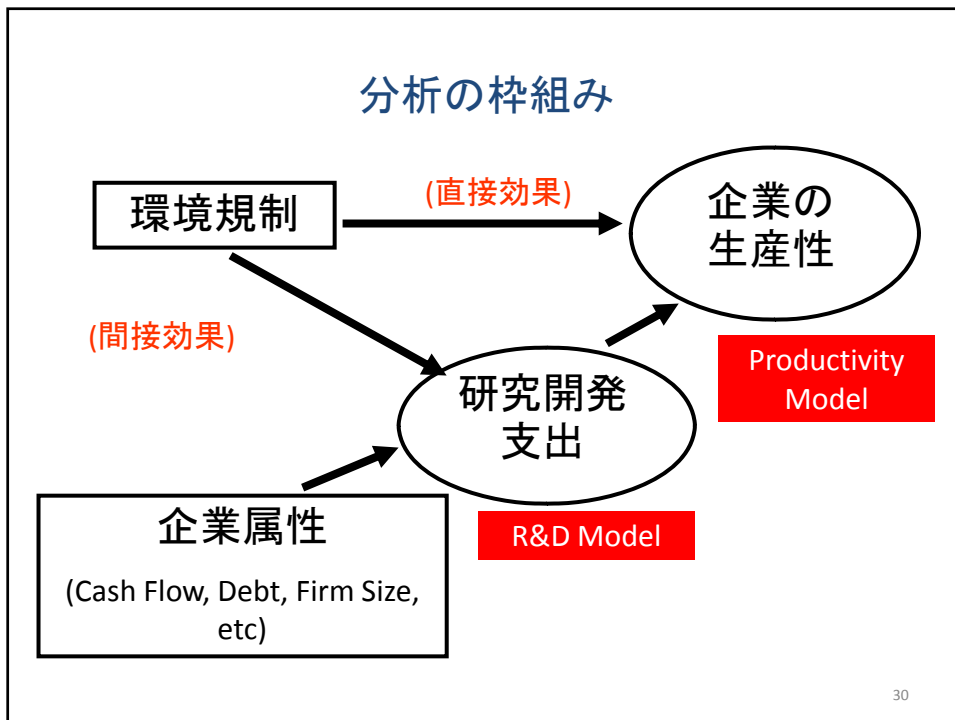 分析の枠組み
環境規制
(直接効果)
企業の
生産性
(間接効果)
Productivity
Model
研究開発
支出
R&D Model
企業属性
(Cash Flow, Debt, Firm Size,
etc)
30